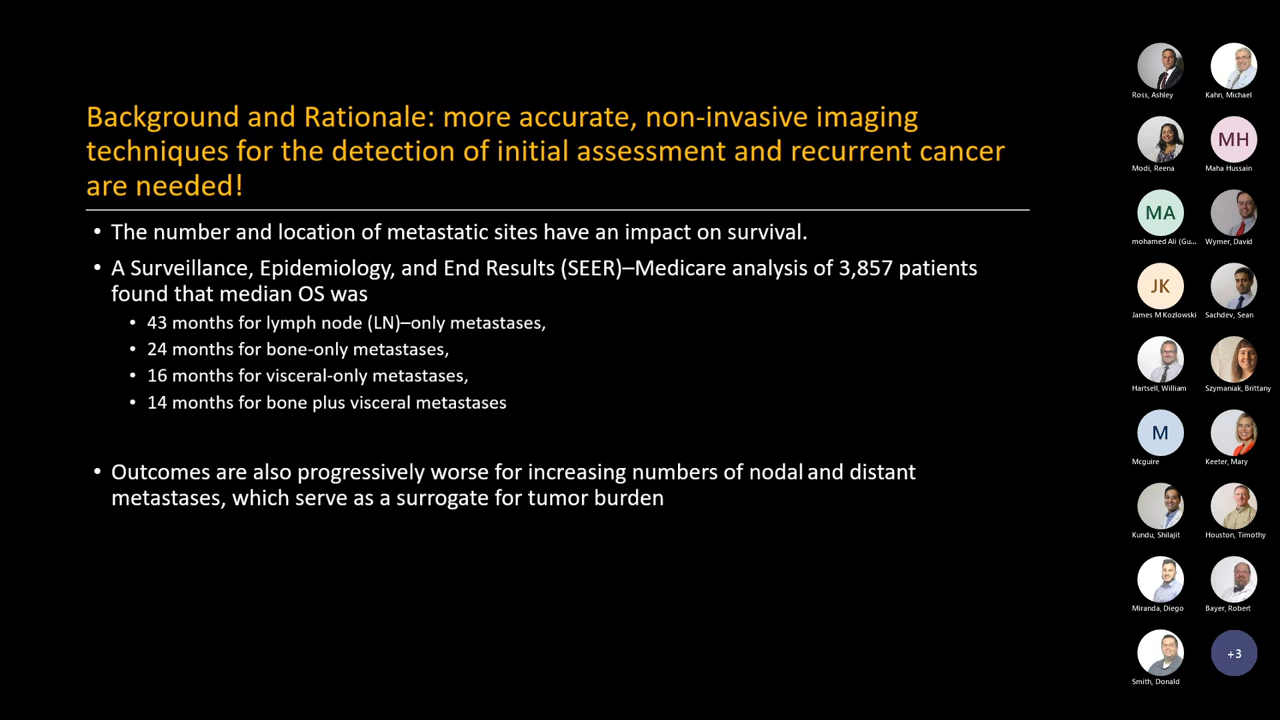 Background and Rationale: more accurate, non-invasive imaging
techniques for the detection of initial assessment and recurrent cancer
are needed!
• The number and location of metastatic sites have an impact on survival.
• A Surveillance, Epidemiology, and End Results (SEER)–Medicare analysis of 3,857 patients
found that median OS was
• 43 months for lymph node (LN)–only metastases,
• 24 months for bone-only metastases,
• 16 months for visceral-only metastases,
• 14 months for bone plus visceral metastases
• Outcomes are also progressively worse for increasing numbers of nodal and distant
metastases, which serve as a surrogate for tumor burden
Ross, Ashley
Kahn, Michael
Modi, Reena
MH
Maha Hussain
MA
mohamed Ali (Gu...
Wymer, David
JK
James M Kozlowski
Sachdev, Sean
Hartsell, William
Szymaniak, Brittany
M
Mcguire
Keeter, Mary
Kundu, Shilajit
Houston, Timothy
Miranda, Diego
Bayer, Robert
Smith, Donald
+3